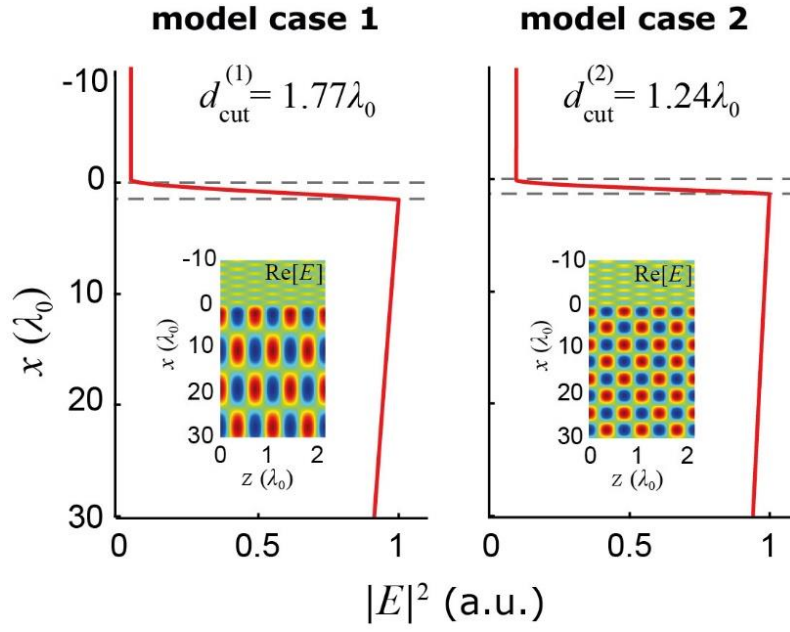 model case 1
model case 2
d_cut^(1) = 1.77λ₀
d_cut^(2) = 1.24λ₀
-10
0
10
20
30
x (λ₀)
Re[E]
-10
0
10
20
30
x (λ₀)
0 1 2
z (λ₀)
Re[E]
-10
0
10
20
30
x (λ₀)
0 1 2
z (λ₀)
0 0.5 1
0 0.5 1
|E|² (a.u.)